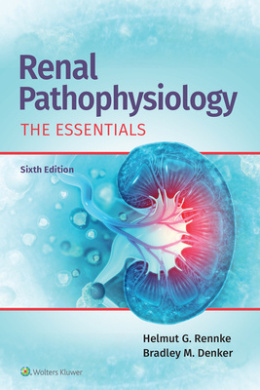 Renal
Pathophysiology
THE ESSENTIALS
Sixth Edition
Helmut G. Rennke
Bradley M. Denker
Wolters Kluwer